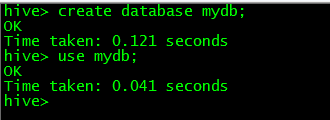 hive> create database mydb;
OK
Time taken: 0.121 seconds
hive> use mydb;
OK
Time taken: 0.041 seconds
hive>